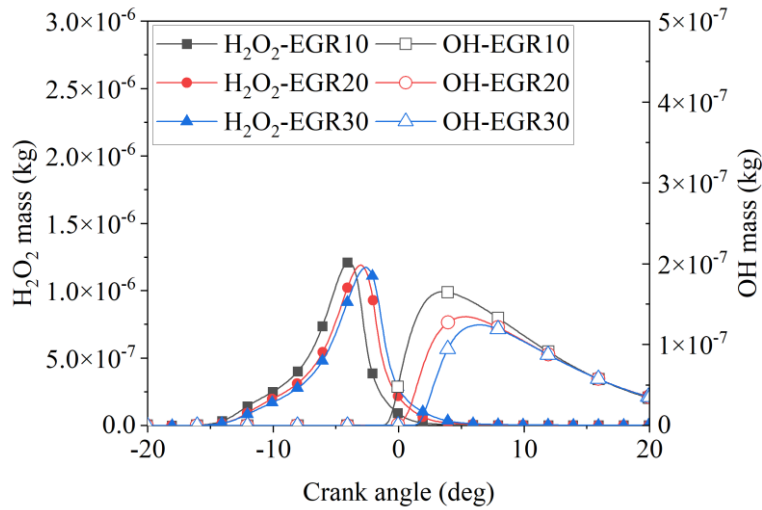 3.0×10⁻⁶
2.5×10⁻⁶
2.0×10⁻⁶
1.5×10⁻⁶
1.0×10⁻⁶
5.0×10⁻⁷
0.0
H₂O₂ mass (kg)
H₂O₂-EGR10 OH-EGR10
H₂O₂-EGR20 OH-EGR20
H₂O₂-EGR30 OH-EGR30
5×10⁻⁷
4×10⁻⁷
3×10⁻⁷
2×10⁻⁷
1×10⁻⁷
0
OH mass (kg)
-20 -10 0 10 20
Crank angle (deg)